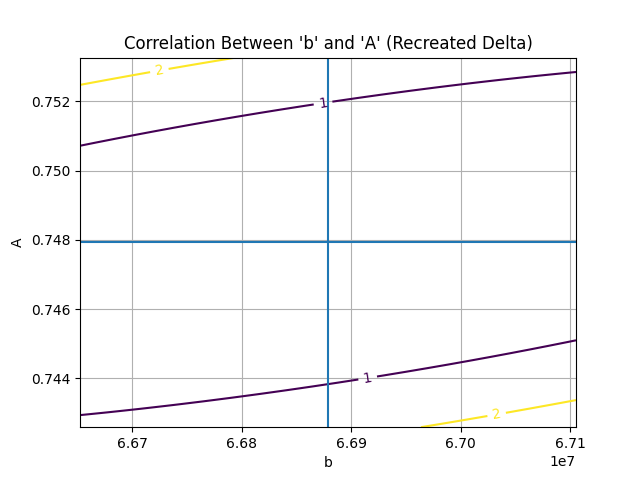 Correlation Between 'b' and 'A' (Recreated Delta)
2
0.752
1
0.750
A
0.748
0.746
0.744
1
2
6.67 6.68 6.69 6.70 6.71
b
1e7